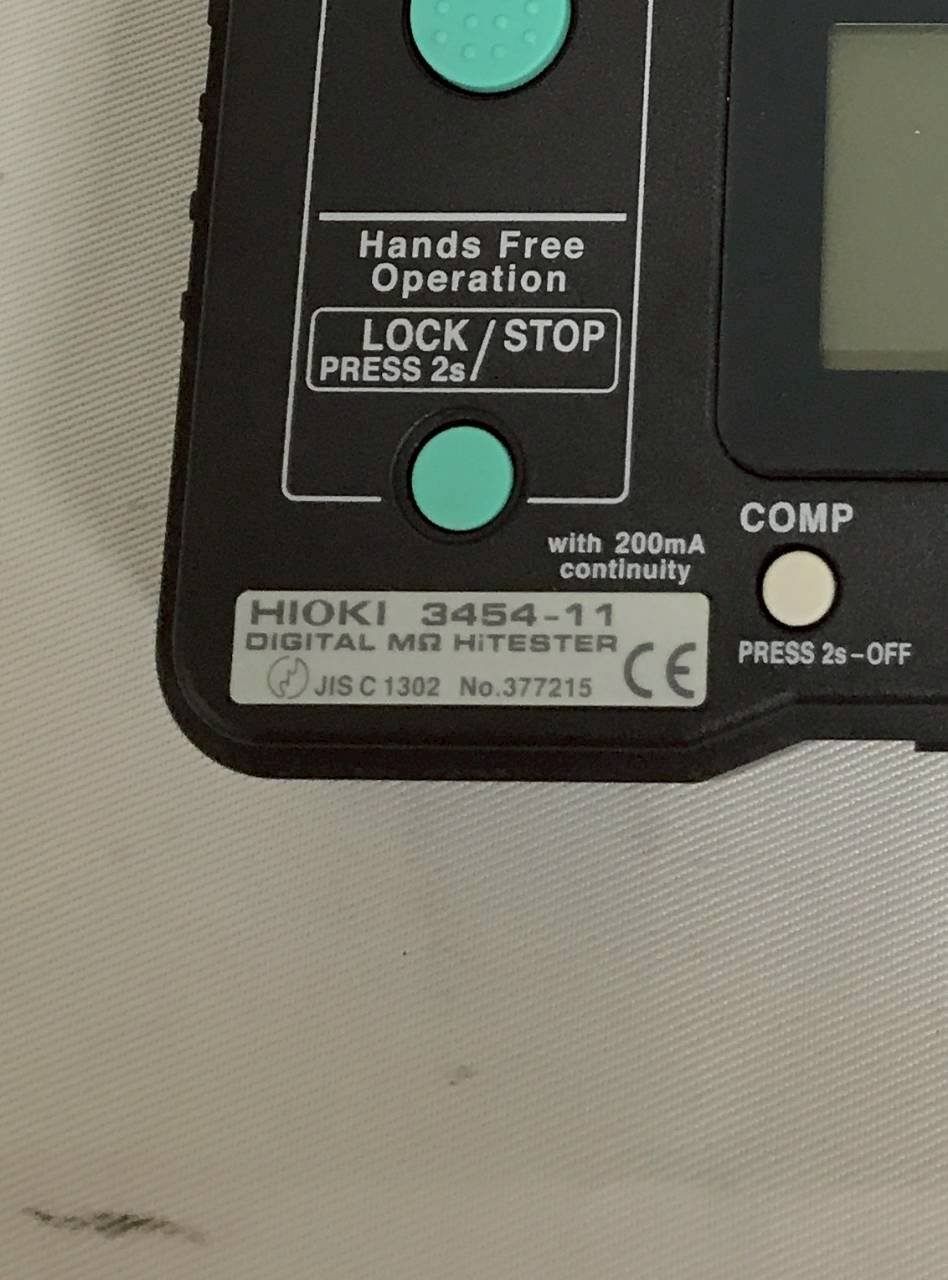 Hands Free
Operation
LOCK/STOP
PRESS 2s
with 200mA
continuity
COMP
PRESS 2s-OFF
HIOKI 3454-11
DIGITAL MΩ HiTESTER
JIS C 1302 No.377215
CE